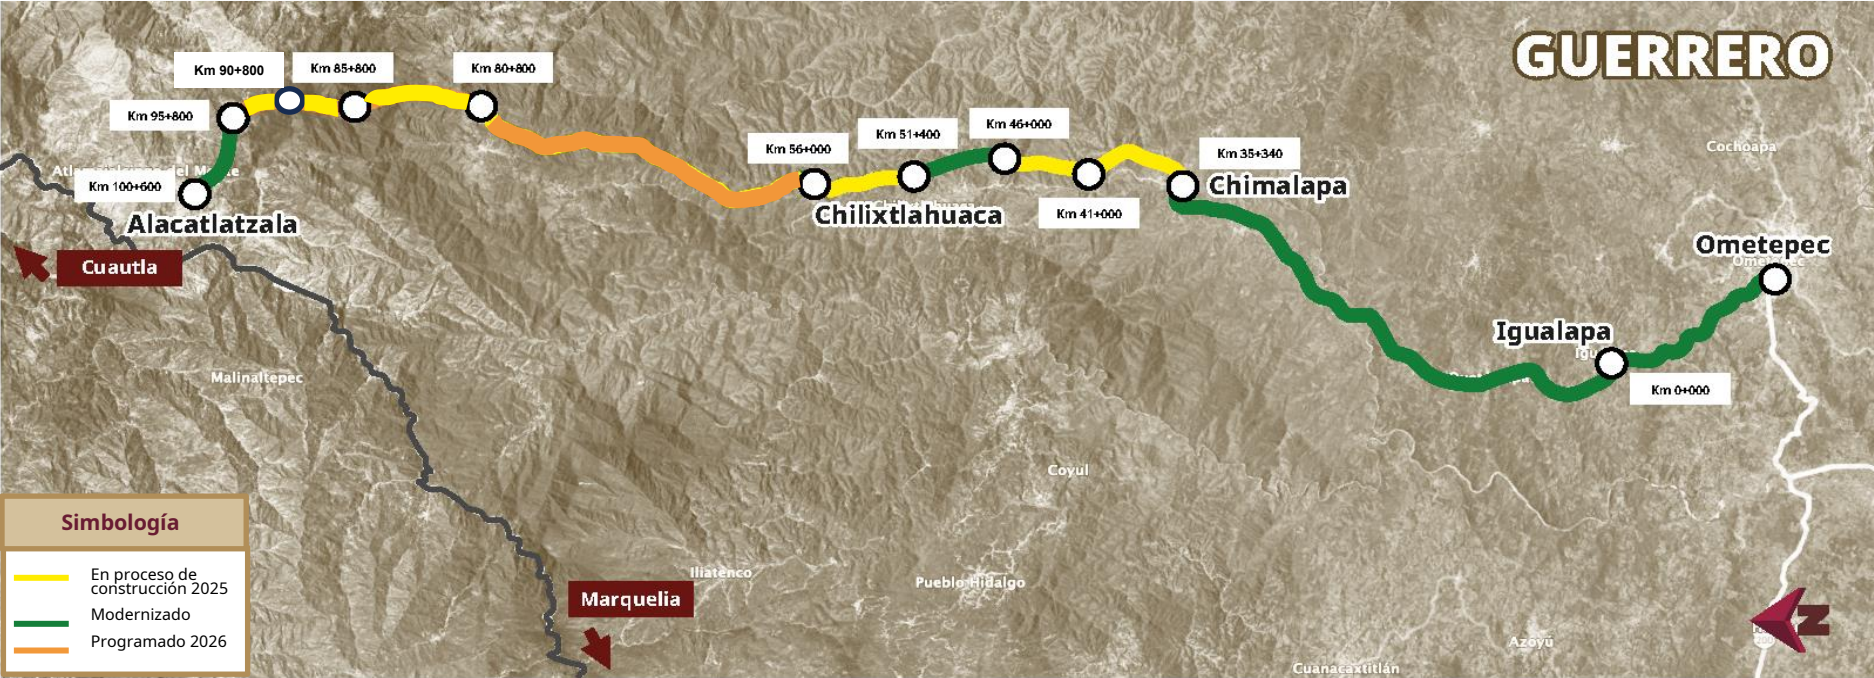 GUERRERO
Km 90+800
Km 85+800
Km 80+800
Km 95+800
Km 56+000
Km 51+400
Km 46+000
Km 35+340
Cochoapa
Km 100+600
Alacatlatzala
Chilixtlahuaca
Km 41+000
Chimalapa
Ometepec
Ometepec
Cuautla
Igualapa
Km 0+000
Malinaltepec
Coyul
Simbología
En proceso de
construcción 2025
Modernizado
Programado 2026
Iliatenco
Pueblo Hidalgo
Marquelia
Azoyú
Cuanacaxtitlán
N